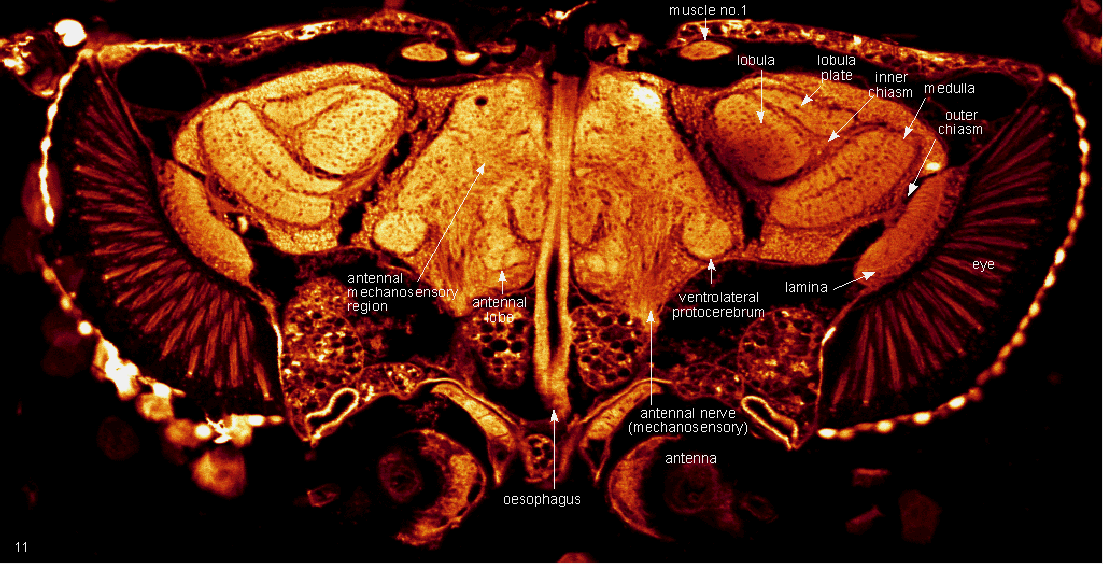 muscle no.1
lobula
lobula
plate
inner
chiasm
medulla
outer
chiasm
eye
antennal
mechanosensory
region
antennal
lobe
ventrolateral
protocerebrum
lamina
antennal nerve
(mechanosensory)
antenna
oesophagus
11